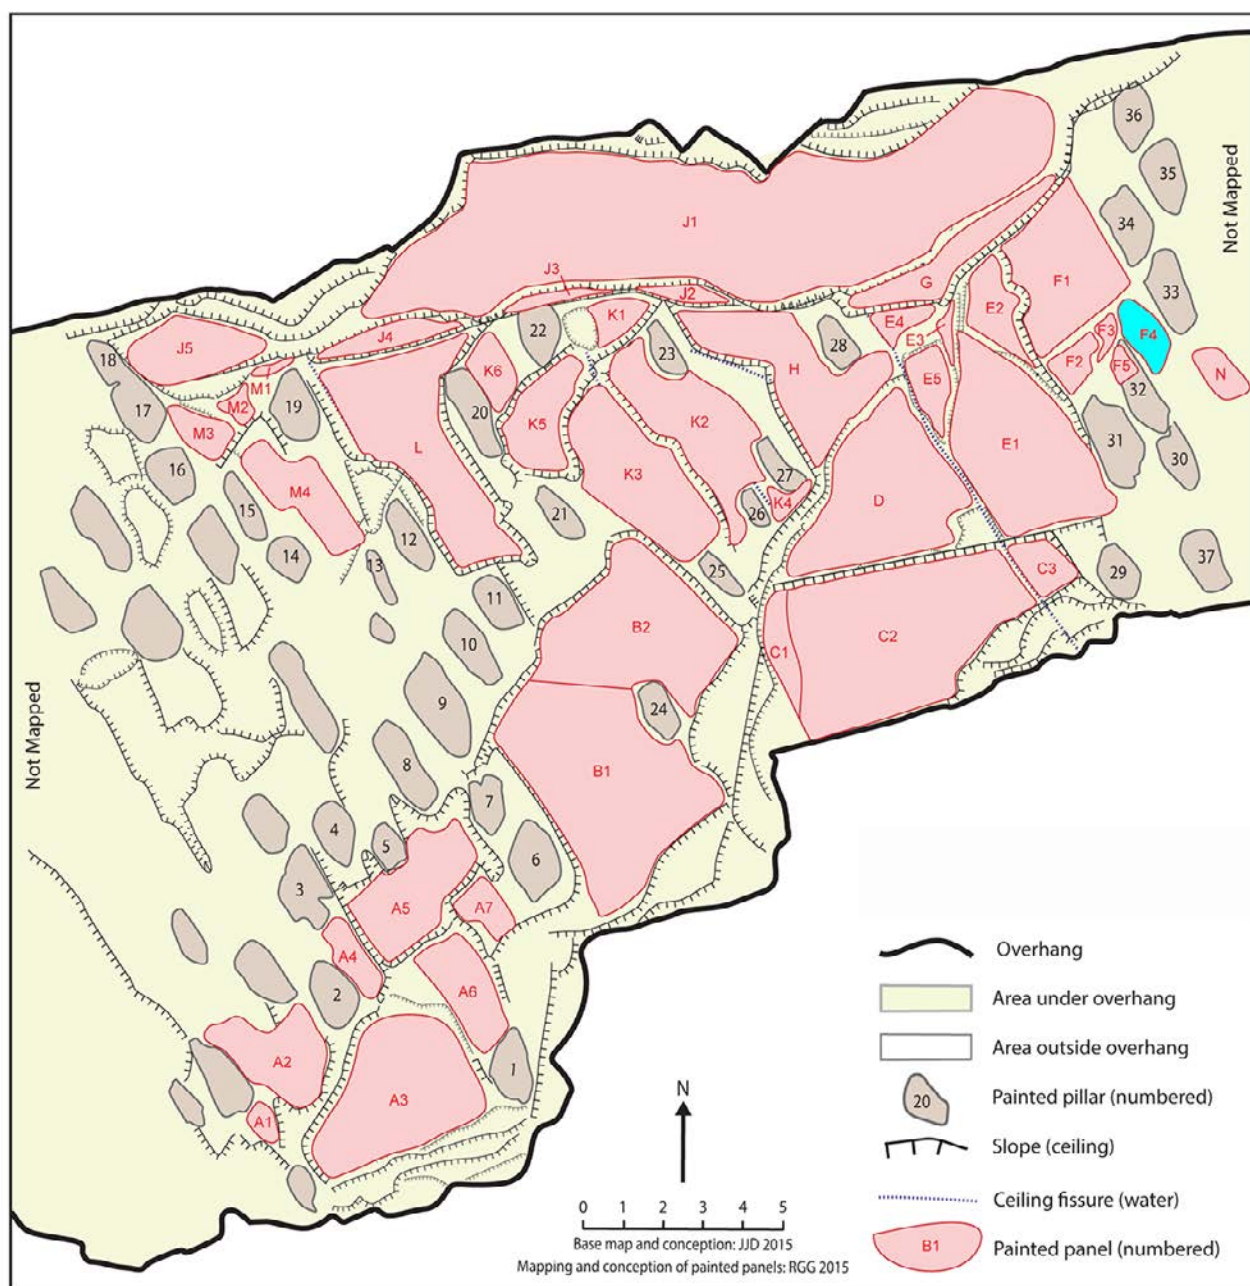 36
35
Not Mapped
34
J1
33
J3
G
F1
J2
E2
22
K1
E4
F3
F4
J4
23
28
E3
J5
H
F2
F5
N
18
M1
K6
E5
32
M2
19
20
17
M3
K5
K2
L
E1
31
30
16
K3
27
M4
15
21
26
K4
D
12
14
13
25
C3
29
37
11
B2
C2
10
C1
9
24
Not Mapped
8
B1
7
4
5
6
3
A5
A7
A4
A6
2
A2
1
A3
A1
N
0 1 2 3 4 5
Base map and conception: JJD 2015
Mapping and conception of painted panels: RGG 2015
Overhang
Area under overhang
Area outside overhang
20 Painted pillar (numbered)
Slope (ceiling)
Ceiling fissure (water)
B1 Painted panel (numbered)